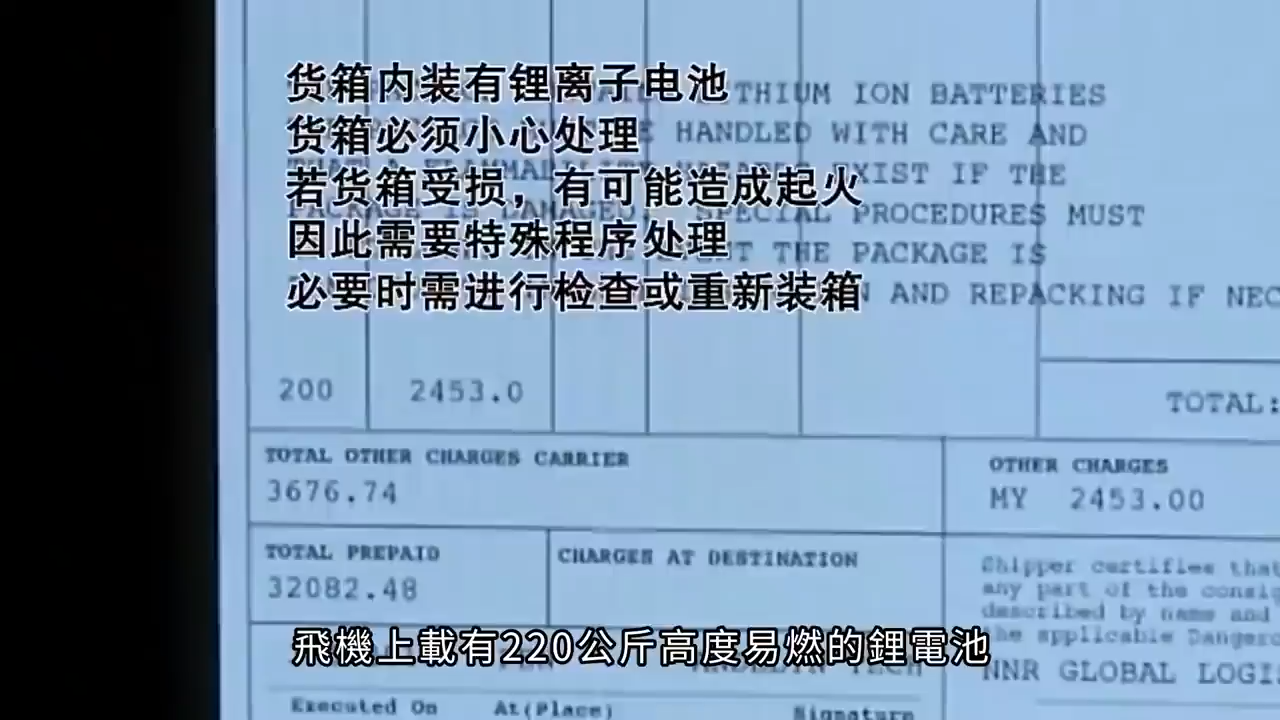 货箱内装有锂离子电池
货箱必须小心处理
若货箱受损，有可能造成起火
因此需要特殊程序处理
必要时需进行检查或重新装箱
THIUM ION BATTERIES
HANDLED WITH CARE AND
EXIST IF THE
PACKAGE IS DAMAGED. SPECIAL PROCEDURES MUST
THE PACKAGE IS
AND REPACKING IF NEC
200 2453.0
TOTAL:
TOTAL OTHER CHARGES CARRIER
3676.74
OTHER CHARGES
MY 2453.00
TOTAL PREPAID
32082.48
CHARGES AT DESTINATION
Shipper certifies that
any part of the consig
described by name and
the applicable Dangero
NNR GLOBAL LOGIS
飛機上載有220公斤高度易燃的鋰電池
Executed On At(Place) Signature